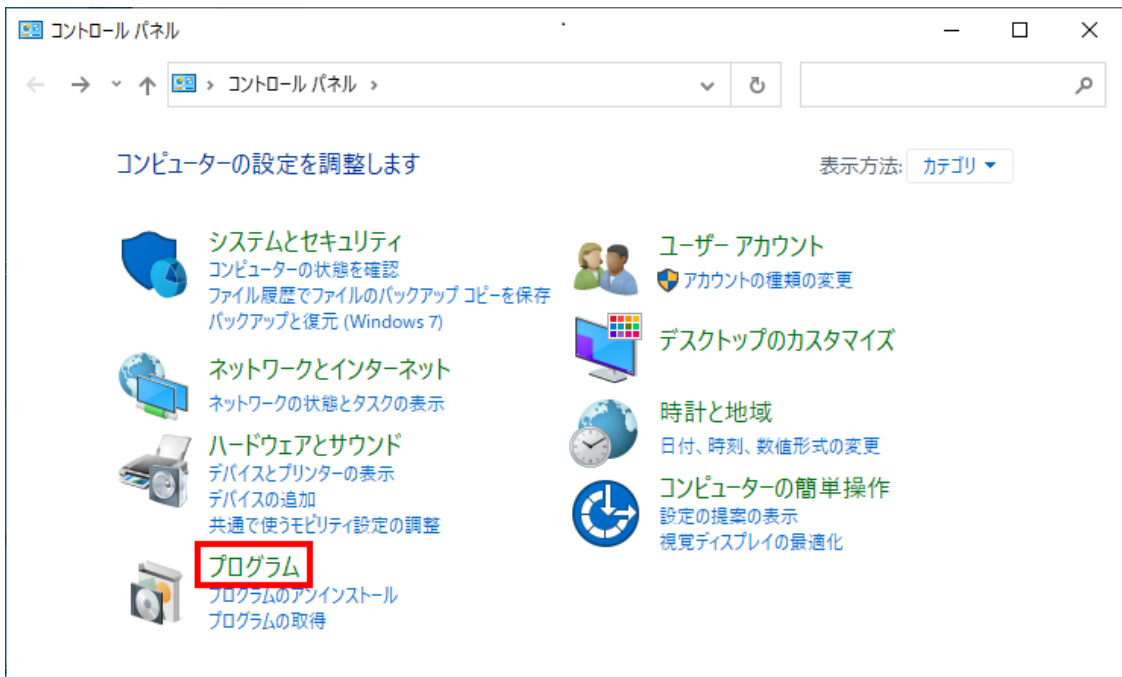 コントロール パネル
コントロール パネル
コンピューターの設定を調整します
表示方法: カテゴリ
システムとセキュリティ
コンピューターの状態を確認
ファイル履歴でファイルのバックアップ コピーを保存
バックアップと復元 (Windows 7)
ネットワークとインターネット
ネットワークの状態とタスクの表示
ハードウェアとサウンド
デバイスとプリンターの表示
デバイスの追加
共通で使うモビリティ設定の調整
プログラム
プログラムのアンインストール
プログラムの取得
ユーザー アカウント
アカウントの種類の変更
デスクトップのカスタマイズ
時計と地域
日付、時刻、数値形式の変更
コンピューターの簡単操作
設定の提案の表示
視覚ディスプレイの最適化